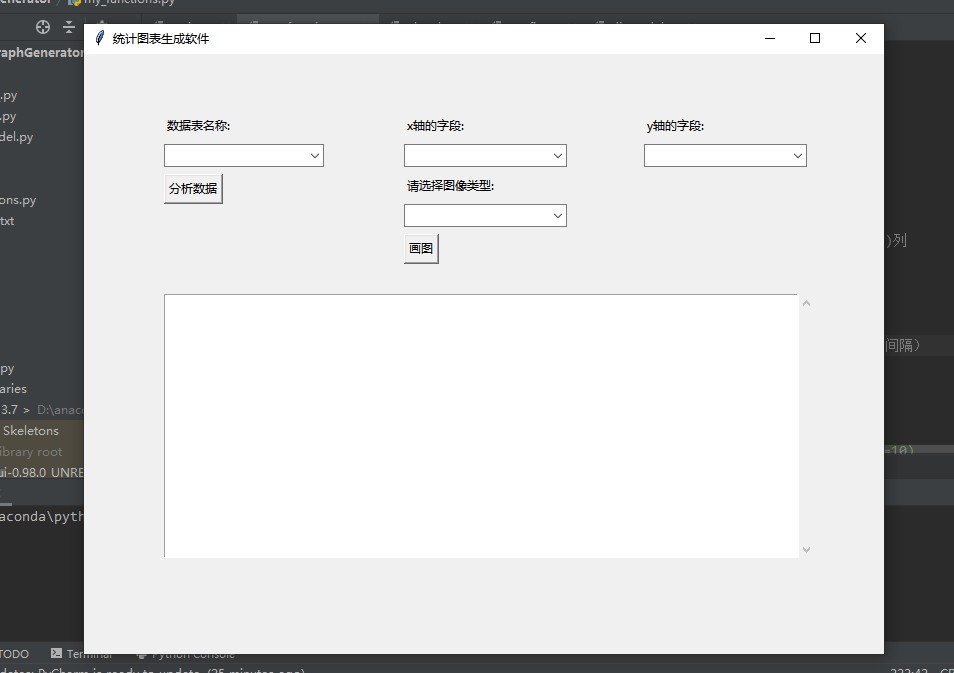 my_functions.py
统计图表生成软件
raphGenerator
.py
.py
del.py
ons.py
txt
数据表名称:
x轴的字段:
y轴的字段:
分析数据
请选择图像类型:
画图
)列
间隔）
py
aries
3.7 > D:\anaco
Skeletons
ibrary root
=10)
ui-0.98.0 UNRE
aconda\pyth
TODO
Terminal
Python Console